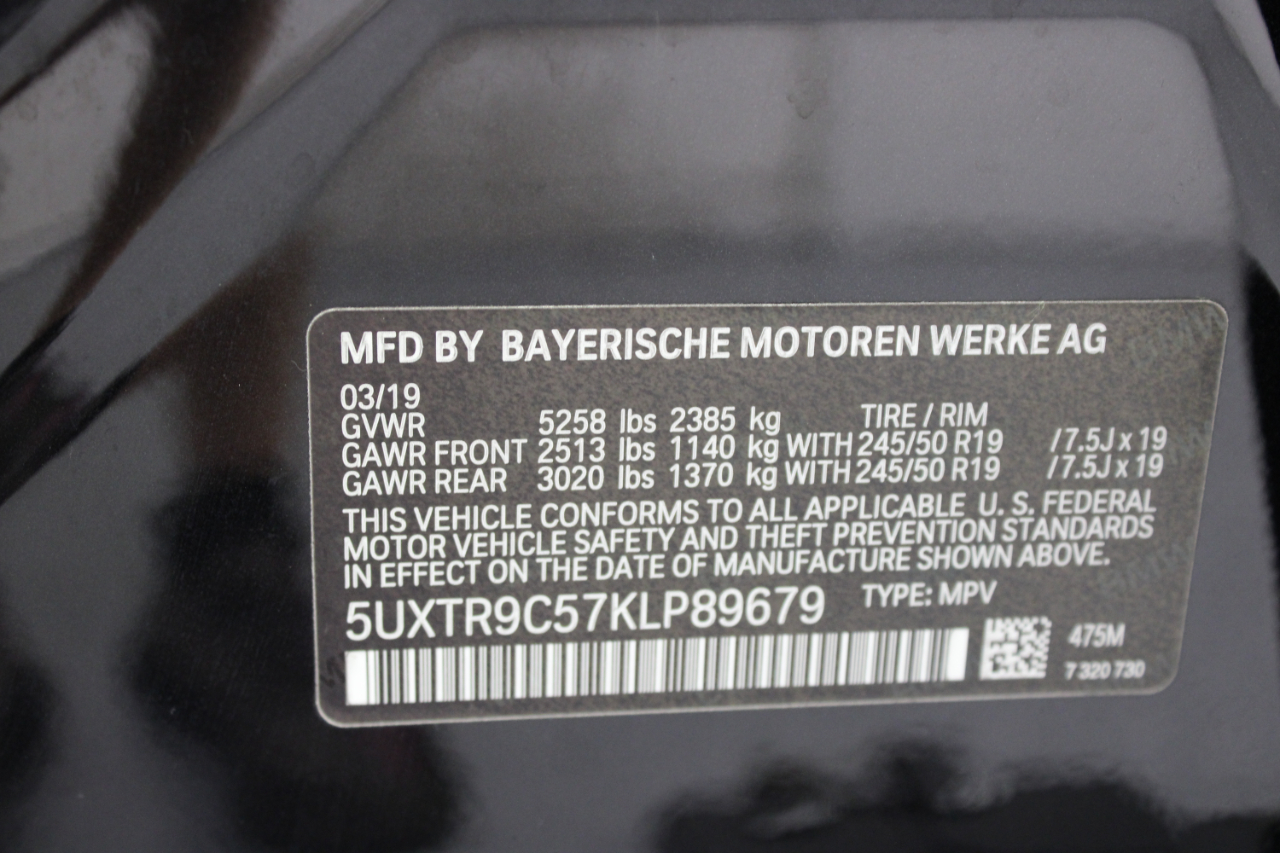 MFD BY BAYERISCHE MOTOREN WERKE AG
03/19
GVWR 5258 lbs 2385 kg TIRE / RIM
GAWR FRONT 2513 lbs 1140 kg WITH 245/50 R19 /7.5J x 19
GAWR REAR 3020 lbs 1370 kg WITH 245/50 R19 /7.5J x 19
THIS VEHICLE CONFORMS TO ALL APPLICABLE U. S. FEDERAL
MOTOR VEHICLE SAFETY AND THEFT PREVENTION STANDARDS
IN EFFECT ON THE DATE OF MANUFACTURE SHOWN ABOVE.
5UXTR9C57KLP89679 TYPE: MPV
475M
7 320 730